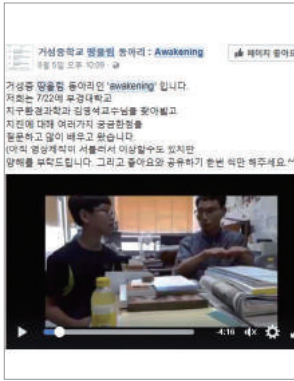 거성중학교 땅울림 동아리 : Awakening
8월 5일 오후 10:09
페이지 좋아요
거성중 땅울림 동아리인 'awakening' 입니다.
저희는 7/22에 부경대학교
지구환경과학과 김영석교수님을 찾아뵙고
지진에 대해 여러가지 궁금한점을
질문하고 많이 배우고 왔습니다.
(아직 영상제작이 서툴러서 이상할수도 있지만
양해를 부탁드립니다. 그리고 좋아요와 공유하기 한번 씩만 해주세요.^^
-4:16